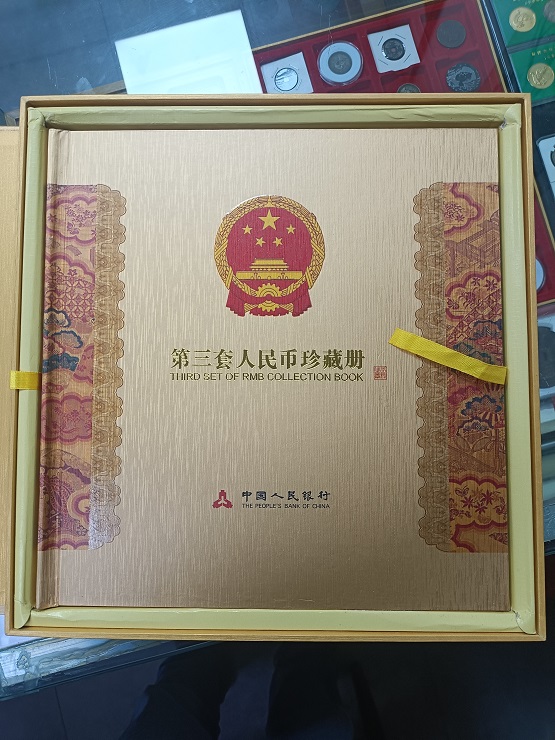 第三套人民币珍藏册
THIRD SET OF RMB COLLECTION BOOK
中国人民银行
THE PEOPLE'S BANK OF CHINA